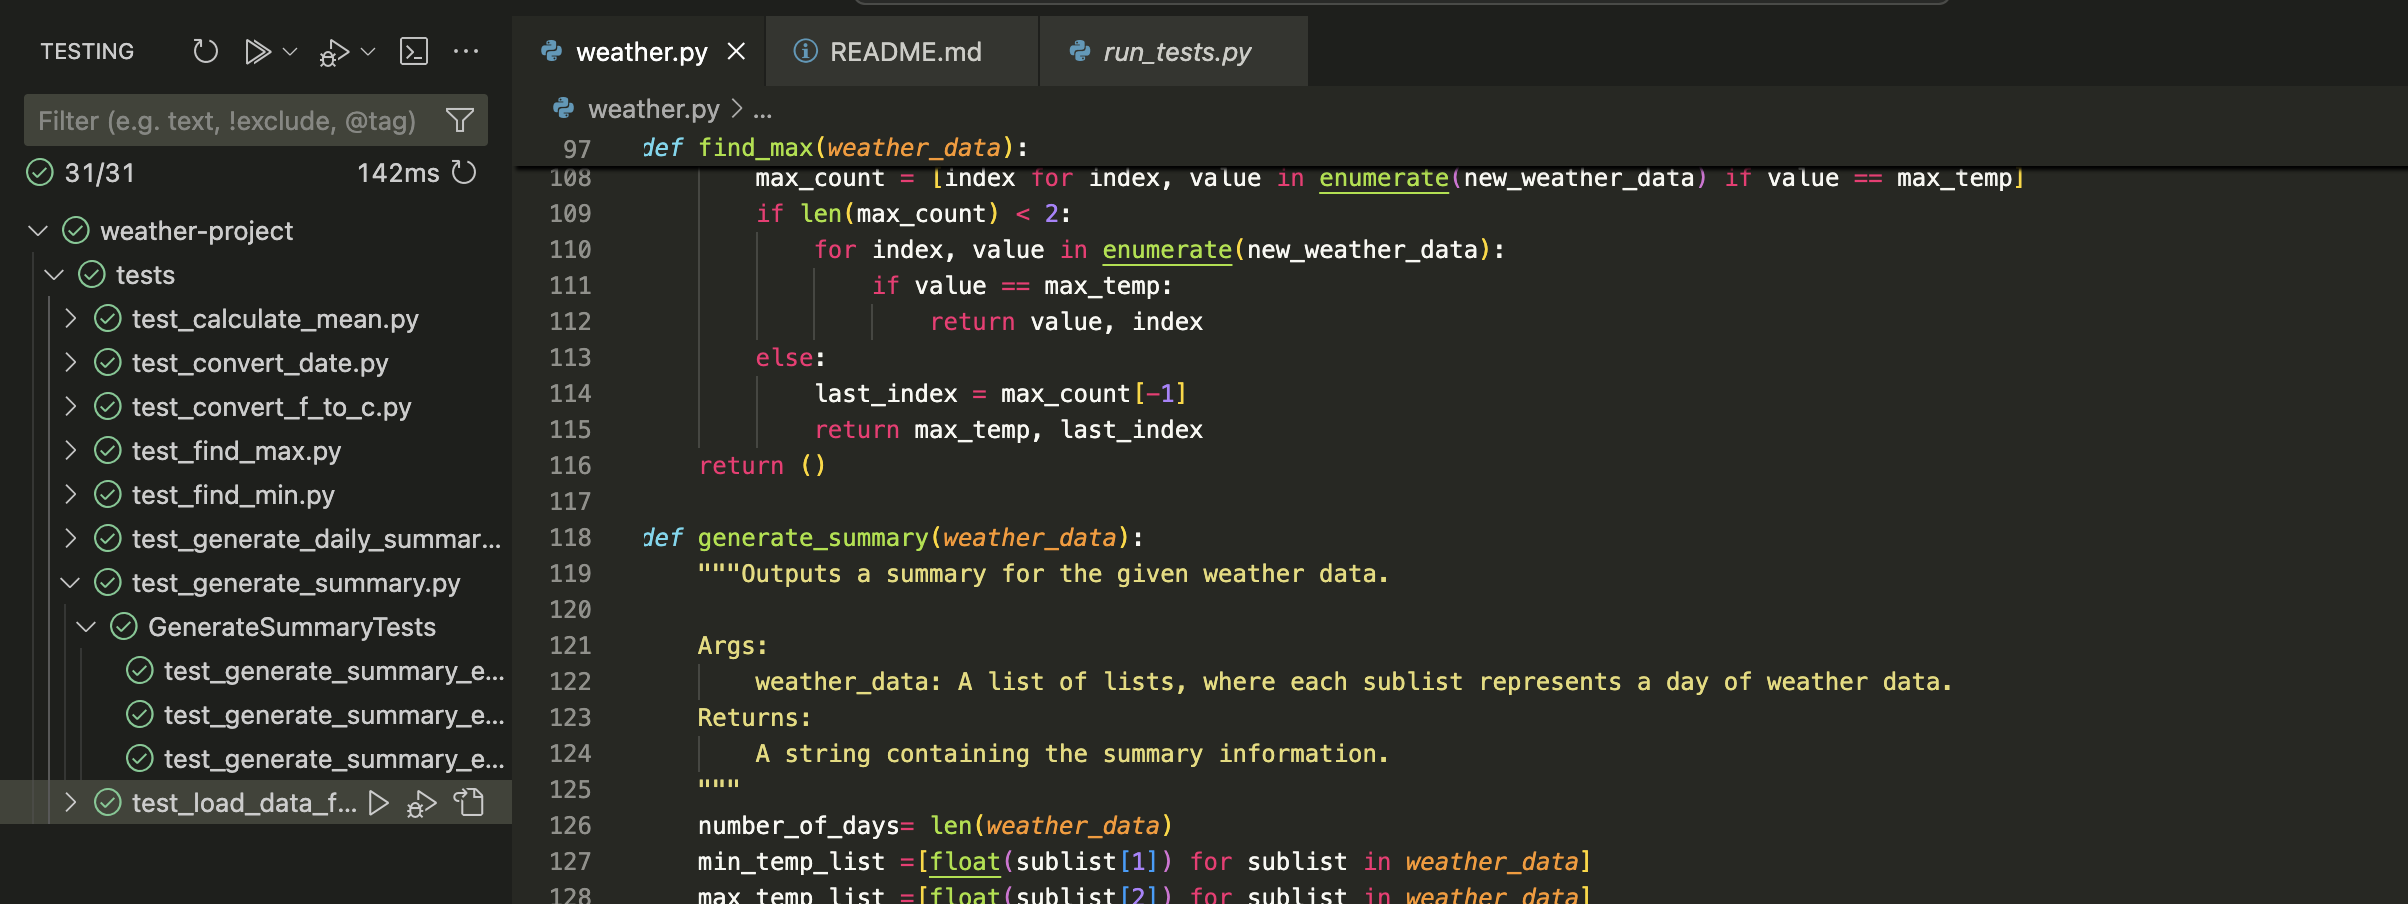 TESTING
Filter (e.g. text, !exclude, @tag)
31/31 142ms
weather-project
tests
test_calculate_mean.py
test_convert_date.py
test_convert_f_to_c.py
test_find_max.py
test_find_min.py
test_generate_daily_summar...
test_generate_summary.py
GenerateSummaryTests
test_generate_summary_e...
test_generate_summary_e...
test_generate_summary_e...
test_load_data_f...
weather.py README.md run_tests.py
weather.py > ...
97 def find_max(weather_data):
108 max_count = [index for index, value in enumerate(new_weather_data) if value == max_temp]
109 if len(max_count) < 2:
110 for index, value in enumerate(new_weather_data):
111 if value == max_temp:
112 return value, index
113 else:
114 last_index = max_count[-1]
115 return max_temp, last_index
116 return ()
117
118 def generate_summary(weather_data):
119 """Outputs a summary for the given weather data.
120
121 Args:
122 weather_data: A list of lists, where each sublist represents a day of weather data.
123 Returns:
124 A string containing the summary information.
125 """
126 number_of_days= len(weather_data)
127 min_temp_list =[float(sublist[1]) for sublist in weather_data]
128 max_temp_list =[float(sublist[2]) for sublist in weather_data]